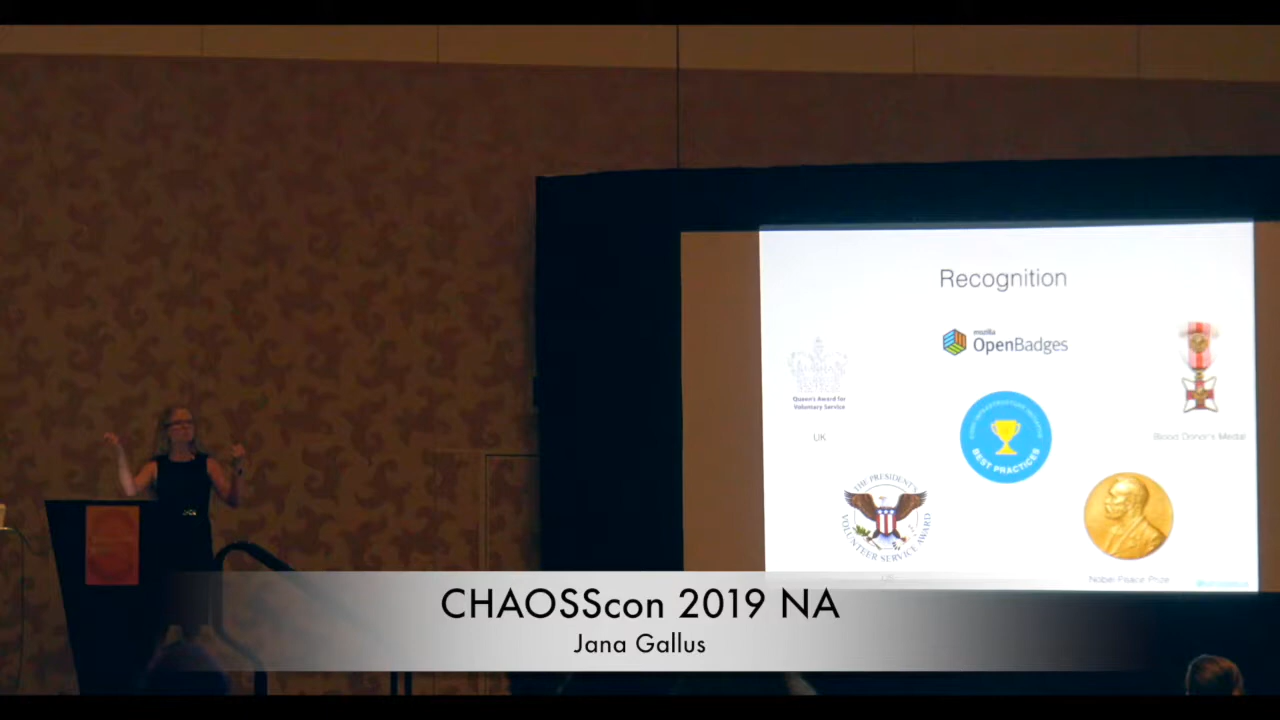 Recognition
mozilla
OpenBadges
Queen's Award for
Voluntary Service
UK
BEST PRACTICES
Blood Donor's Medal
THE PRESIDENT'S
VOLUNTEER SERVICE AWARD
US
Nobel Peace Prize
CHAOSScon 2019 NA
Jana Gallus